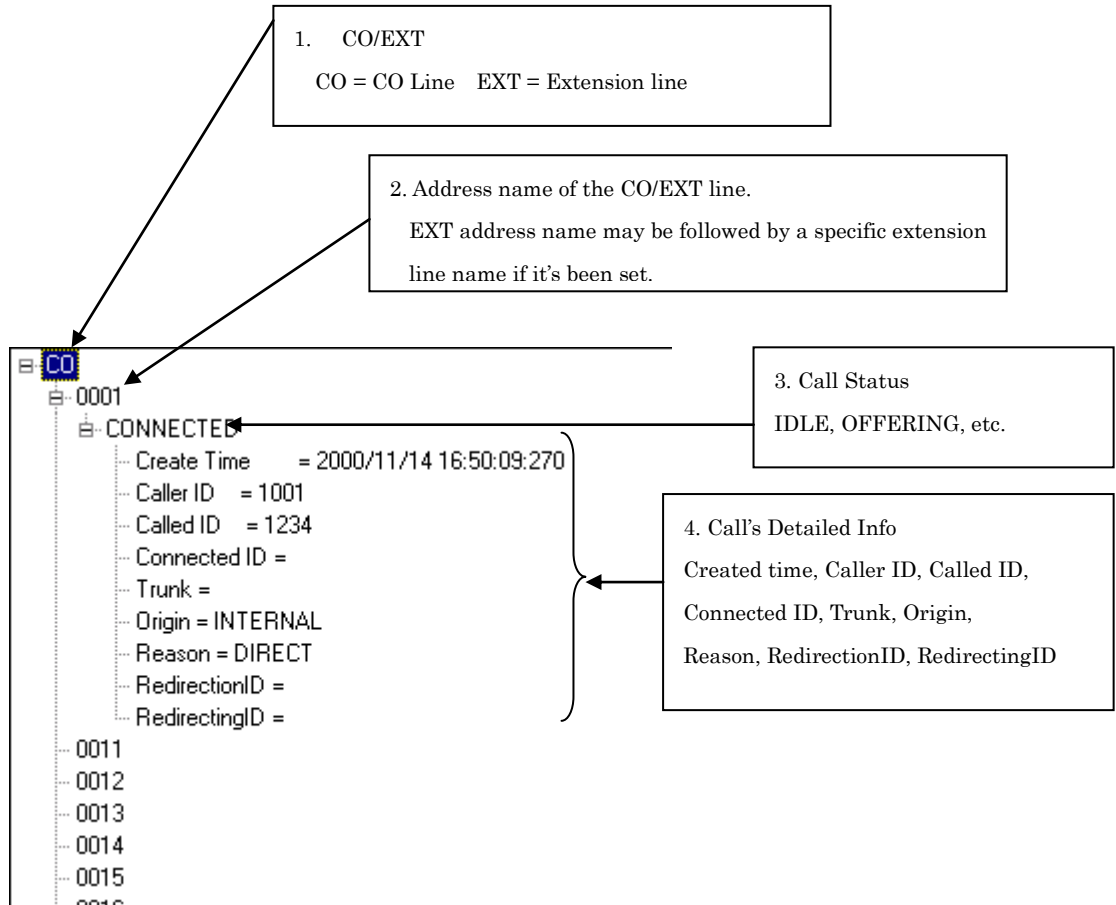 1. CO/EXT
CO = CO Line EXT = Extension line
2. Address name of the CO/EXT line.
EXT address name may be followed by a specific extension
line name if it's been set.
CO
0001
CONNECTED
Create Time = 2000/11/14 16:50:09:270
Caller ID = 1001
Called ID = 1234
Connected ID =
Trunk =
Origin = INTERNAL
Reason = DIRECT
RedirectionID =
RedirectingID =
0011
0012
0013
0014
0015
3. Call Status
IDLE, OFFERING, etc.
4. Call's Detailed Info
Created time, Caller ID, Called ID,
Connected ID, Trunk, Origin,
Reason, RedirectionID, RedirectingID